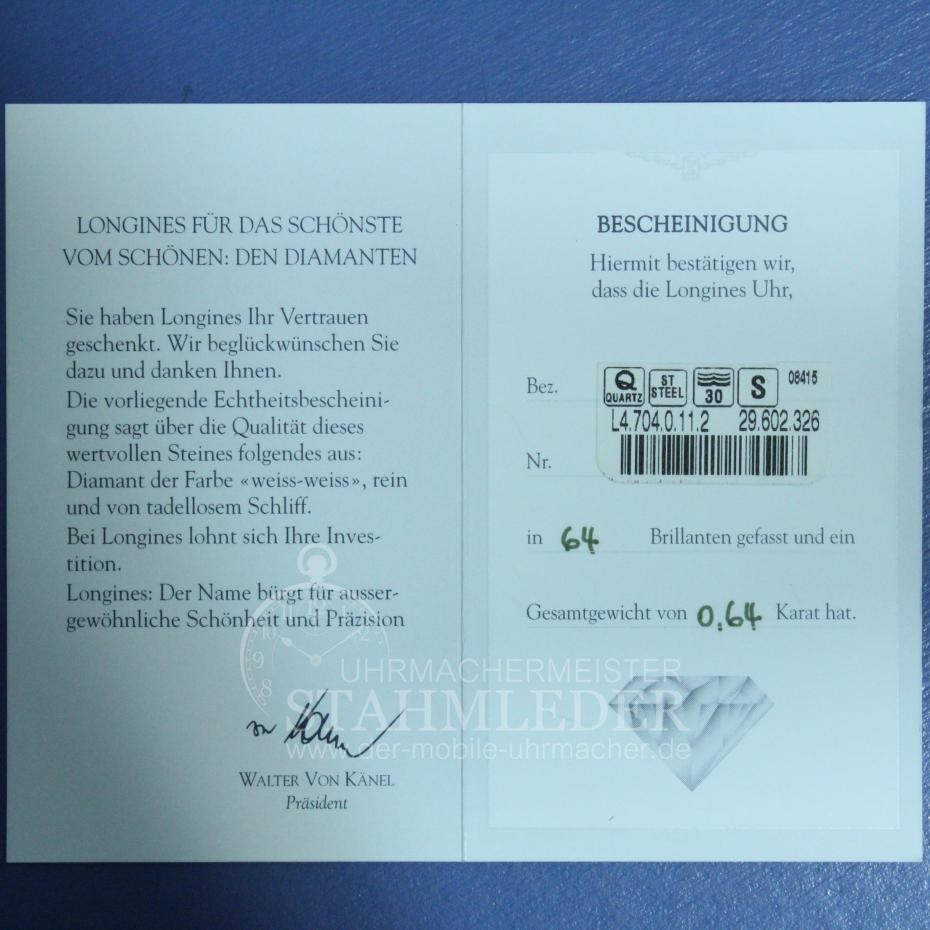 LONGINES FÜR DAS SCHÖNSTE
VOM SCHÖNEN: DEN DIAMANTEN
Sie haben Longines Ihr Vertrauen
geschenkt. Wir beglückwünschen Sie
dazu und danken Ihnen.
Die vorliegende Echtheitsbescheini-
gung sagt über die Qualität dieses
wertvollen Steines folgendes aus:
Diamant der Farbe «weiss-weiss», rein
und von tadellosem Schliff.
Bei Longines lohnt sich Ihre Inves-
tition.
Longines: Der Name bürgt für ausser-
gewöhnliche Schönheit und Präzision
WALTER VON KÄNEL
Präsident
BESCHEINIGUNG
Hiermit bestätigen wir,
dass die Longines Uhr,
Bez.
Q QUARTZ ST STEEL 30 S 08415
L4.704.0.11.2 29.602.326
Nr.
in 64 Brillanten gefasst und ein
Gesamtgewicht von 0.64 Karat hat.
UHRMACHERMEISTER
STAHMLEDER
www.der-mobile-uhrmacher.de